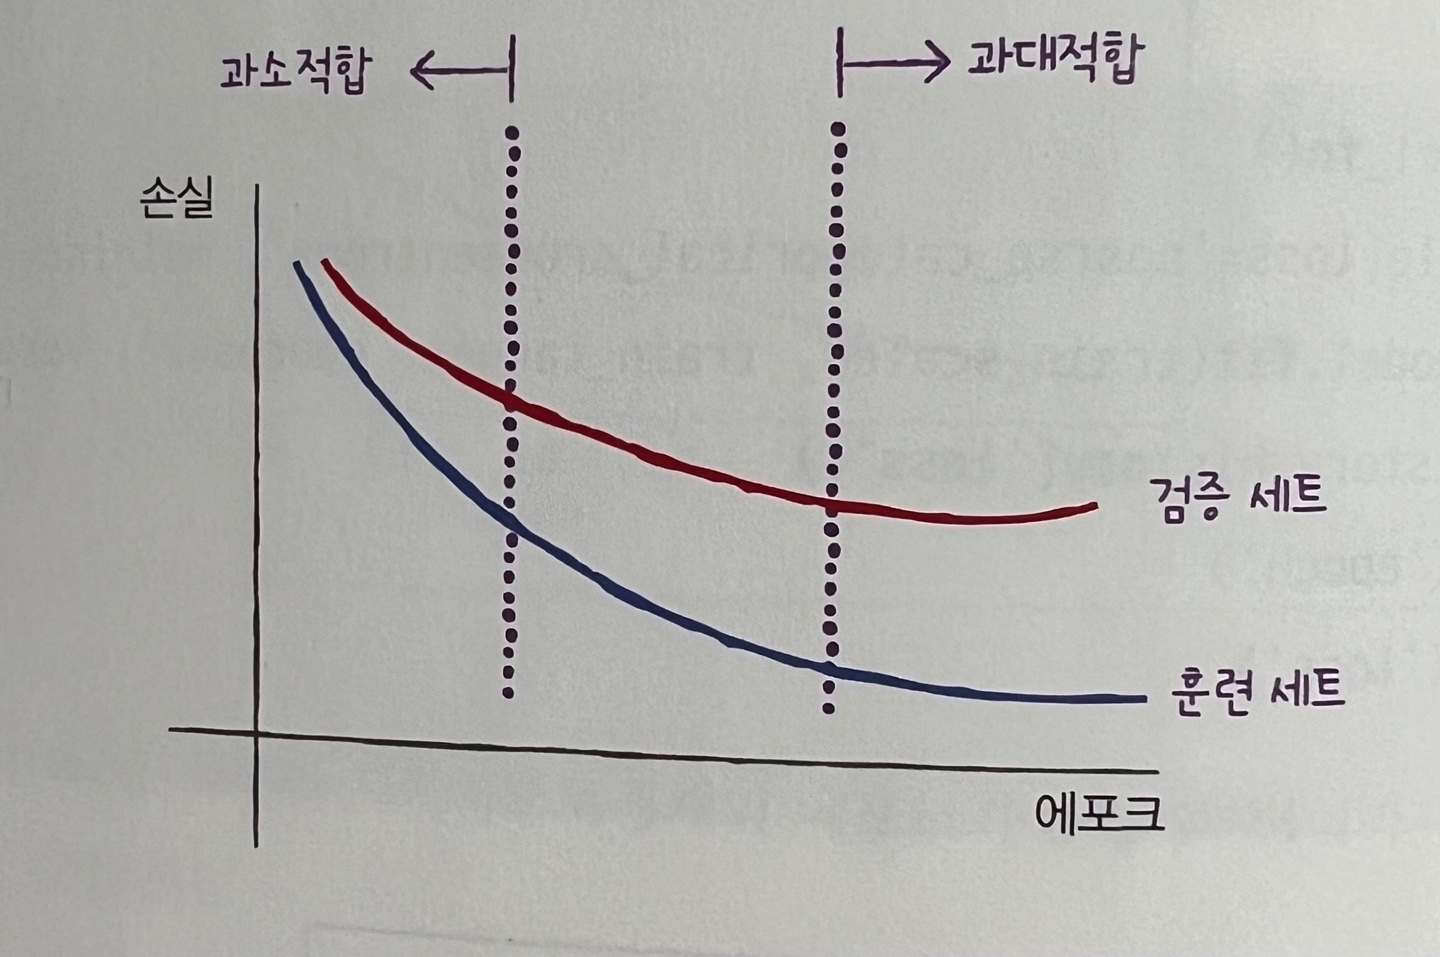 과소적합
과대적합
손실
검증 세트
훈련 세트
에포크